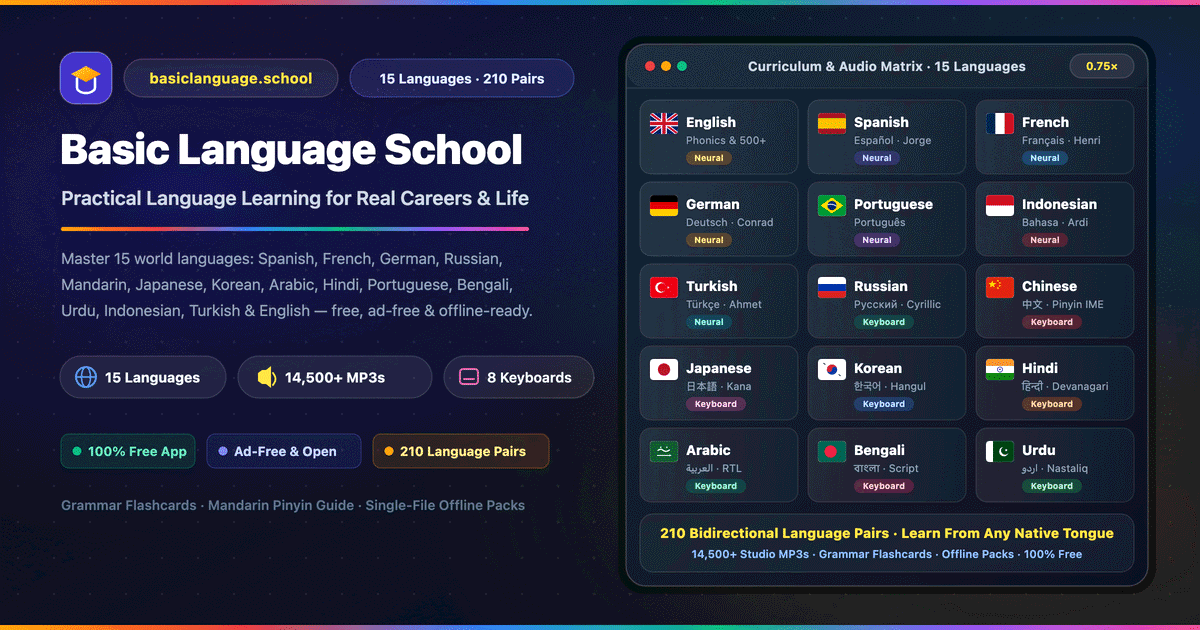 basiclanguage.school
15 Languages · 210 Pairs
Basic Language School
Practical Language Learning for Real Careers & Life
Master 15 world languages: Spanish, French, German, Russian,
Mandarin, Japanese, Korean, Arabic, Hindi, Portuguese, Bengali,
Urdu, Indonesian, Turkish & English — free, ad-free & offline-ready.
15 Languages
14,500+ MP3s
8 Keyboards
100% Free App
Ad-Free & Open
210 Language Pairs
Grammar Flashcards · Mandarin Pinyin Guide · Single-File Offline Packs
Curriculum & Audio Matrix · 15 Languages
0.75×
English
Phonics & 500+
Neural
Spanish
Español · Jorge
Neural
French
Français · Henri
Neural
German
Deutsch · Conrad
Neural
Portuguese
Português
Neural
Indonesian
Bahasa · Ardi
Neural
Turkish
Türkçe · Ahmet
Neural
Russian
Русский · Cyrillic
Keyboard
Chinese
中文 · Pinyin IME
Keyboard
Japanese
日本語 · Kana
Keyboard
Korean
한국어 · Hangul
Keyboard
Hindi
हिन्दी · Devanagari
Keyboard
Arabic
العربية · RTL
Keyboard
Bengali
বাংলা · Script
Keyboard
Urdu
اردو · Nastaliq
Keyboard
210 Bidirectional Language Pairs · Learn From Any Native Tongue
14,500+ Studio MP3s · Grammar Flashcards · Offline Packs · 100% Free